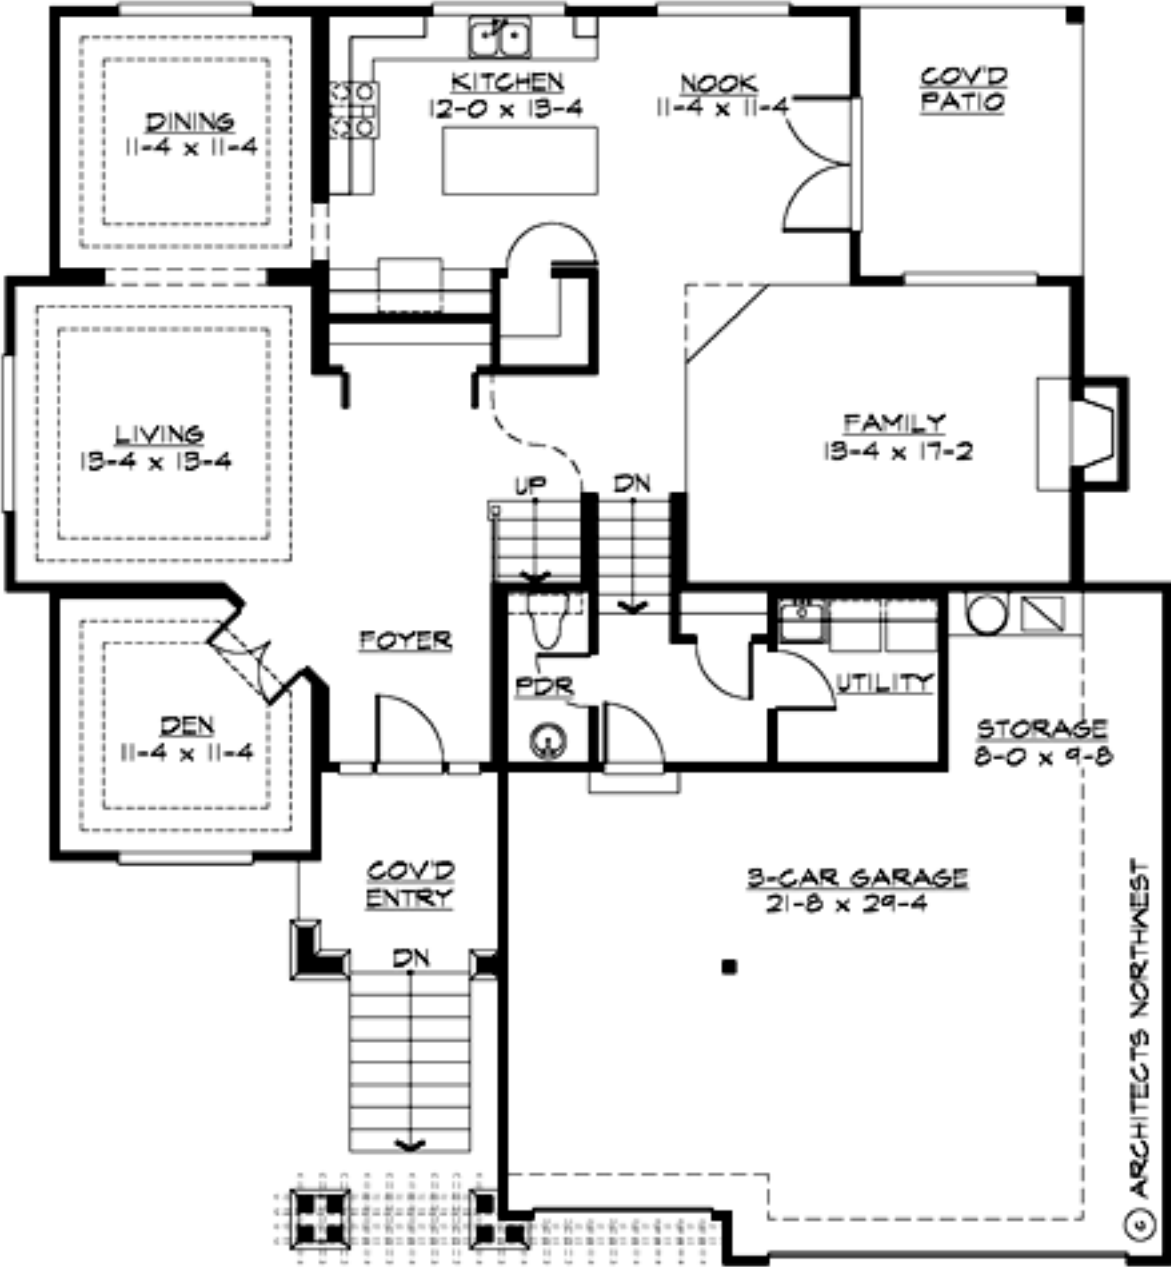 KITCHEN
12-0 x 13-4
NOOK
11-4 x 11-4
COV'D
PATIO
DINING
11-4 x 11-4
LIVING
13-4 x 13-4
FAMILY
13-4 x 17-2
UP
DN
FOYER
PDR
UTILITY
DEN
11-4 x 11-4
STORAGE
8-0 x 9-8
COV'D
ENTRY
3-CAR GARAGE
21-8 x 29-4
DN
© ARCHITECTS NORTHWEST